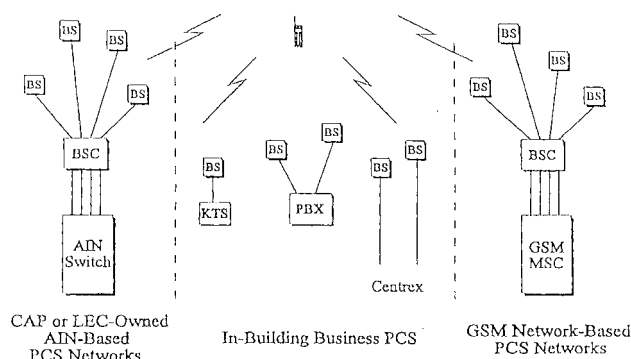 BS
BS
BS
BS
BSC
AIN
Switch
CAP or LEC-Owned
AIN-Based
PCS Networks
BS
KTS
BS
BS
PBX
BS
BS
Centrex
In-Building Business PCS
BS
BS
BS
BS
BSC
GSM
MSC
GSM Network-Based
PCS Networks